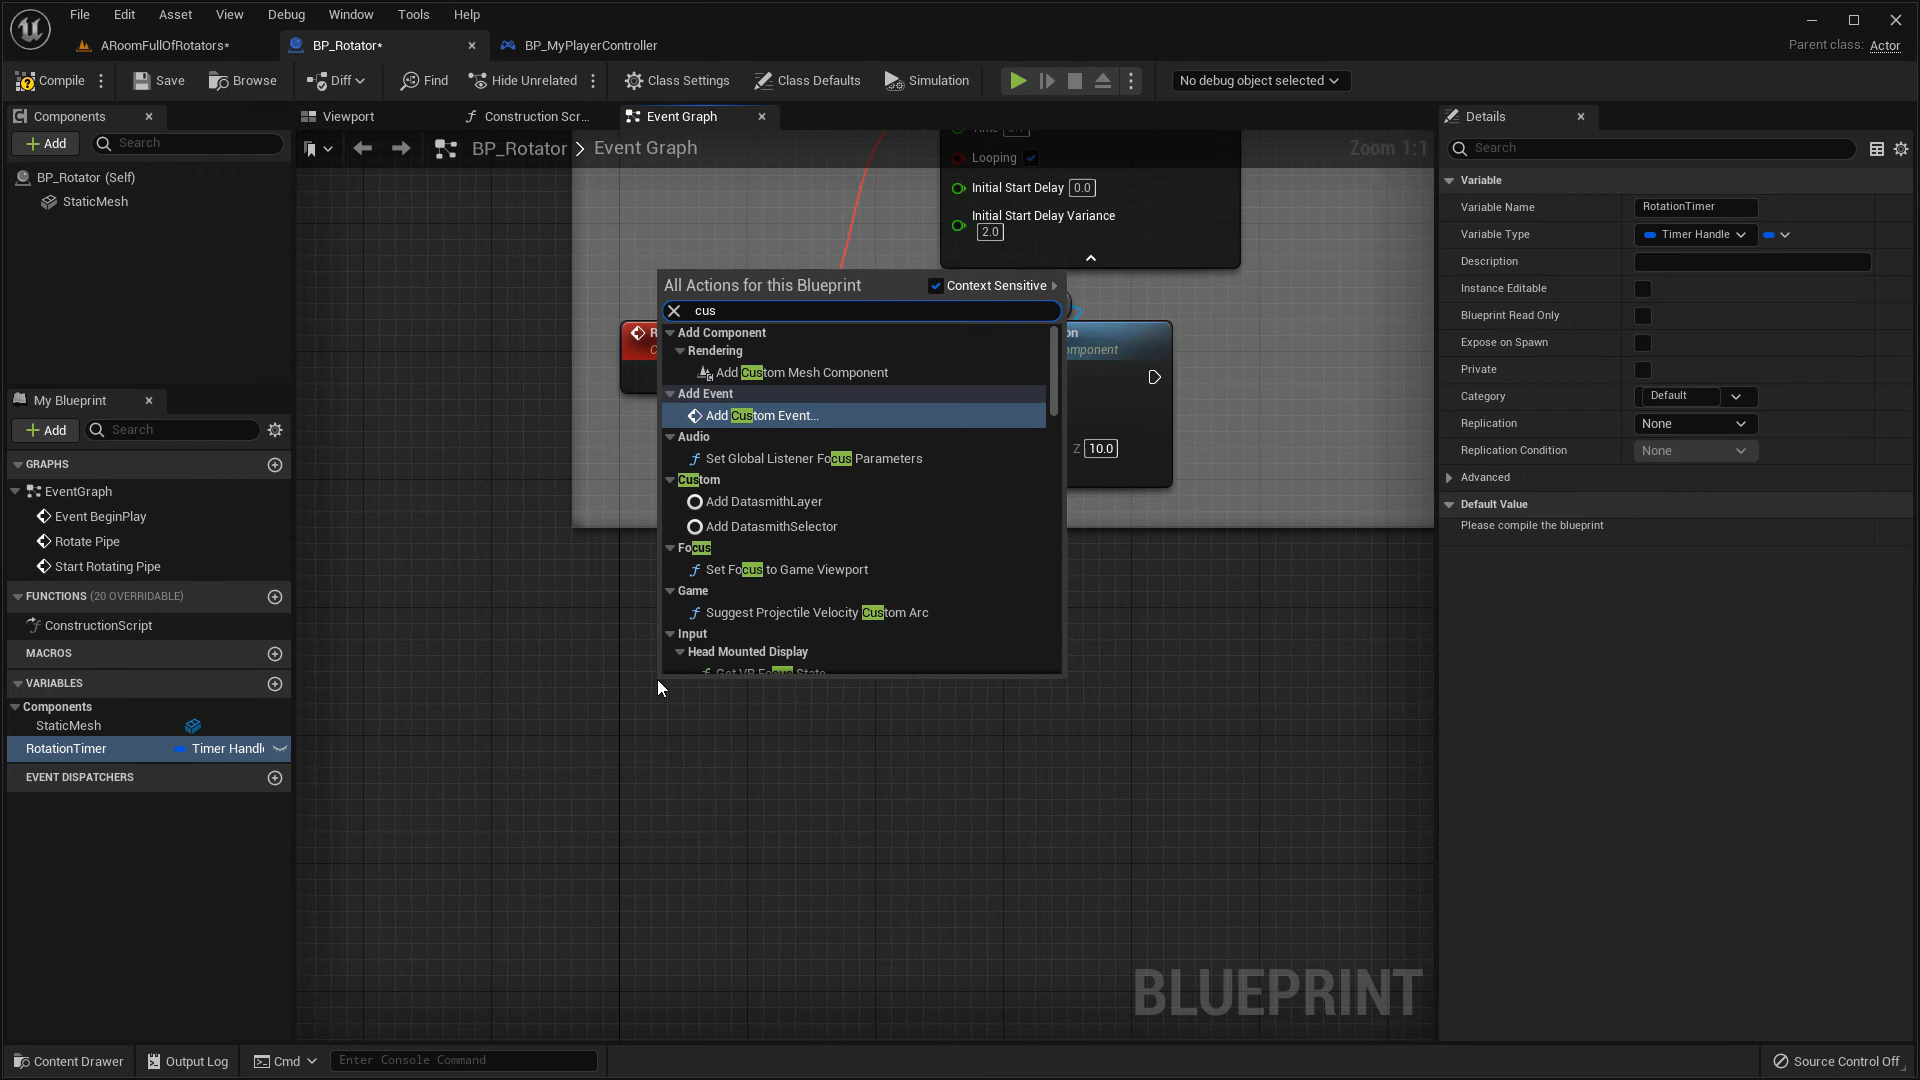 File Edit Asset View Debug Window Tools Help
ARoomFullOfRotators* BP_Rotator* BP_MyPlayerController
Parent class: Actor
Compile Save Browse Diff Find Hide Unrelated Class Settings Class Defaults Simulation No debug object selected
Components
Add Search
BP_Rotator (Self)
StaticMesh
My Blueprint
Add Search
GRAPHS
EventGraph
Event BeginPlay
Rotate Pipe
Start Rotating Pipe
FUNCTIONS (20 OVERRIDABLE)
ConstructionScript
MACROS
VARIABLES
Components
StaticMesh
RotationTimer Timer Handle
EVENT DISPATCHERS
Viewport Construction Scr... Event Graph
BP_Rotator > Event Graph Zoom 1:1
Looping
Initial Start Delay 0.0
Initial Start Delay Variance
2.0
on
mponent
Z 10.0
All Actions for this Blueprint Context Sensitive
cus
Add Component
Rendering
Add Custom Mesh Component
Add Event
Add Custom Event...
Audio
Set Global Listener Focus Parameters
Custom
Add DatasmithLayer
Add DatasmithSelector
Focus
Set Focus to Game Viewport
Game
Suggest Projectile Velocity Custom Arc
Input
Head Mounted Display
Get VR Focus State
BLUEPRINT
Details
Search
Variable
Variable Name RotationTimer
Variable Type Timer Handle
Description
Instance Editable
Blueprint Read Only
Expose on Spawn
Private
Category Default
Replication None
Replication Condition None
Advanced
Default Value
Please compile the blueprint
Content Drawer Output Log Cmd Enter Console Command Source Control Off